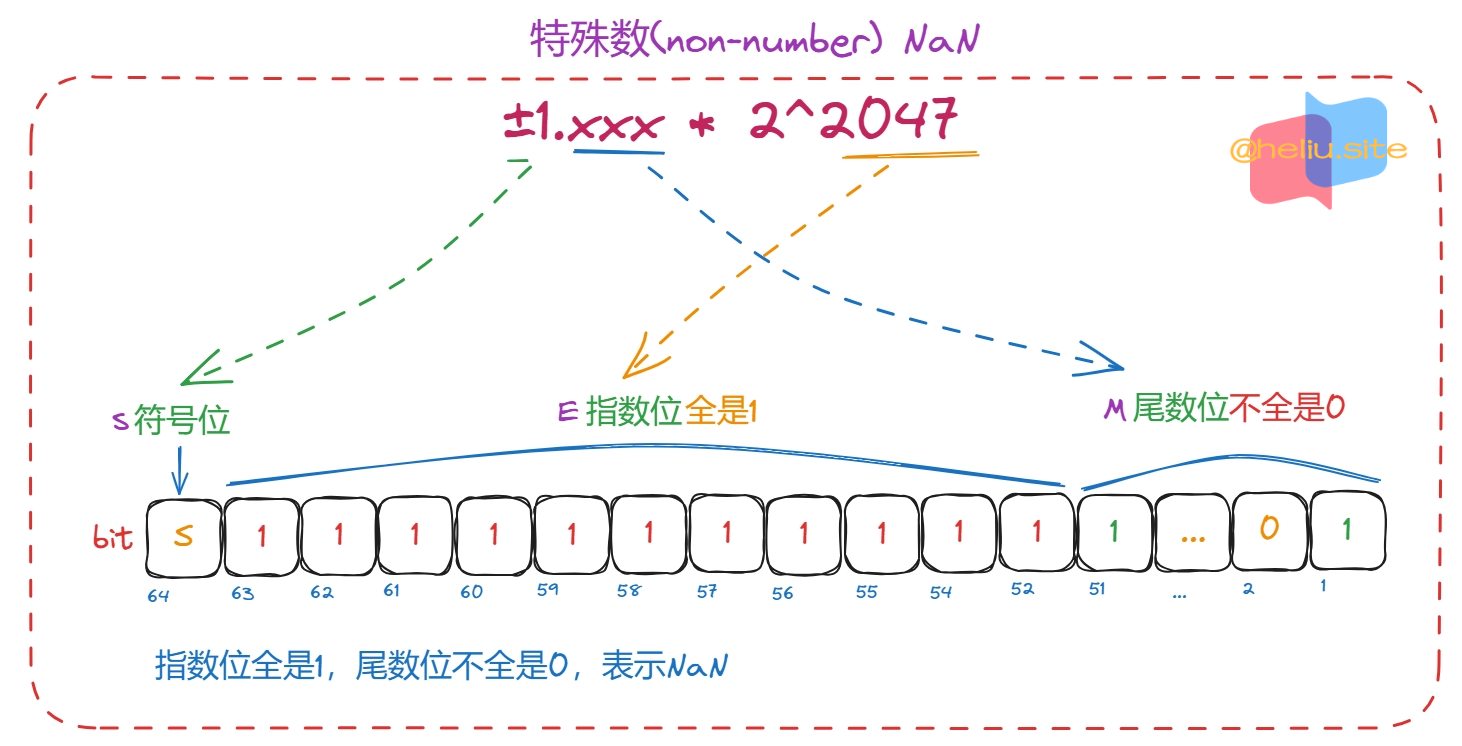 特殊数(non-number) NaN
±1.xxx * 2^2047
@heliu.site
S 符号位
E 指数位 全是1
M 尾数位不全是0
bit S 1 1 1 1 1 1 1 1 1 1 1 1 ... 0 1
64 63 62 61 60 59 58 57 56 55 54 52 51 ... 2 1
指数位全是1，尾数位不全是0，表示NaN